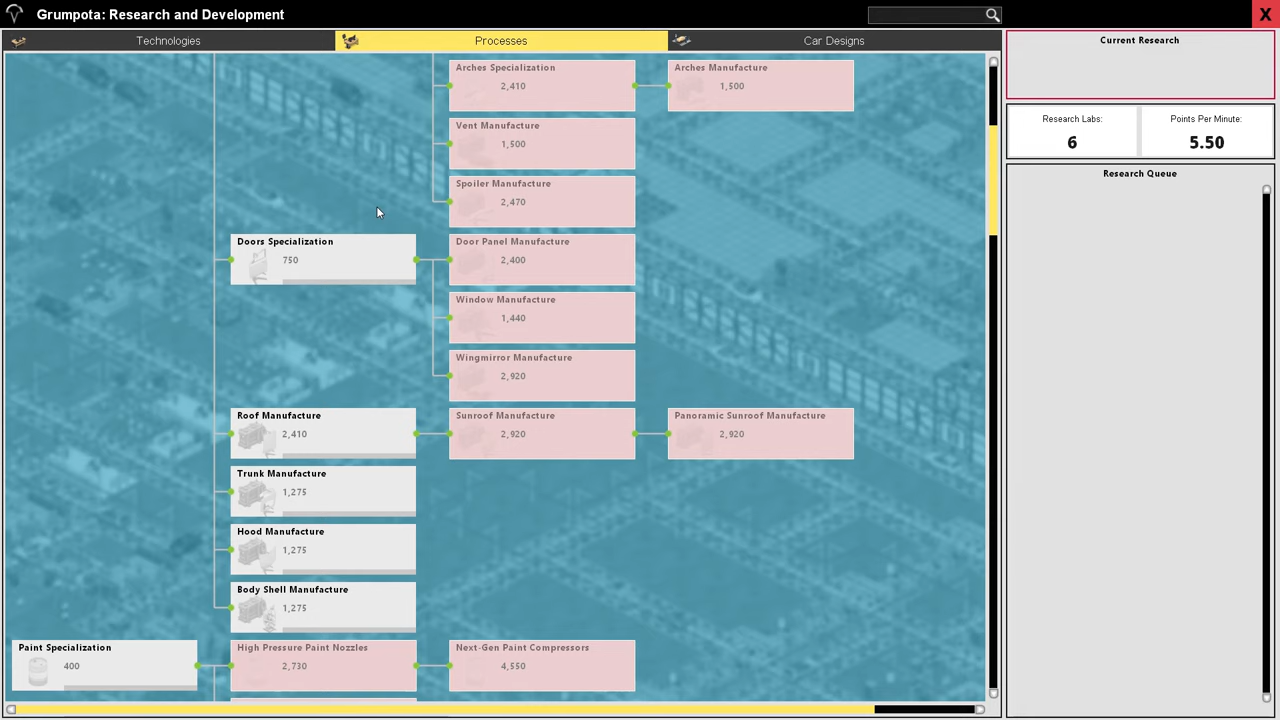 Grumpota: Research and Development
X
Technologies
Processes
Car Designs
Current Research
Research Labs:
6
Points Per Minute:
5.50
Research Queue
Arches Specialization
2,410
Arches Manufacture
1,500
Vent Manufacture
1,500
Spoiler Manufacture
2,470
Doors Specialization
750
Door Panel Manufacture
2,400
Window Manufacture
1,440
Wingmirror Manufacture
2,920
Roof Manufacture
2,410
Sunroof Manufacture
2,920
Panoramic Sunroof Manufacture
2,920
Trunk Manufacture
1,275
Hood Manufacture
1,275
Body Shell Manufacture
1,275
Paint Specialization
400
High Pressure Paint Nozzles
2,730
Next-Gen Paint Compressors
4,550